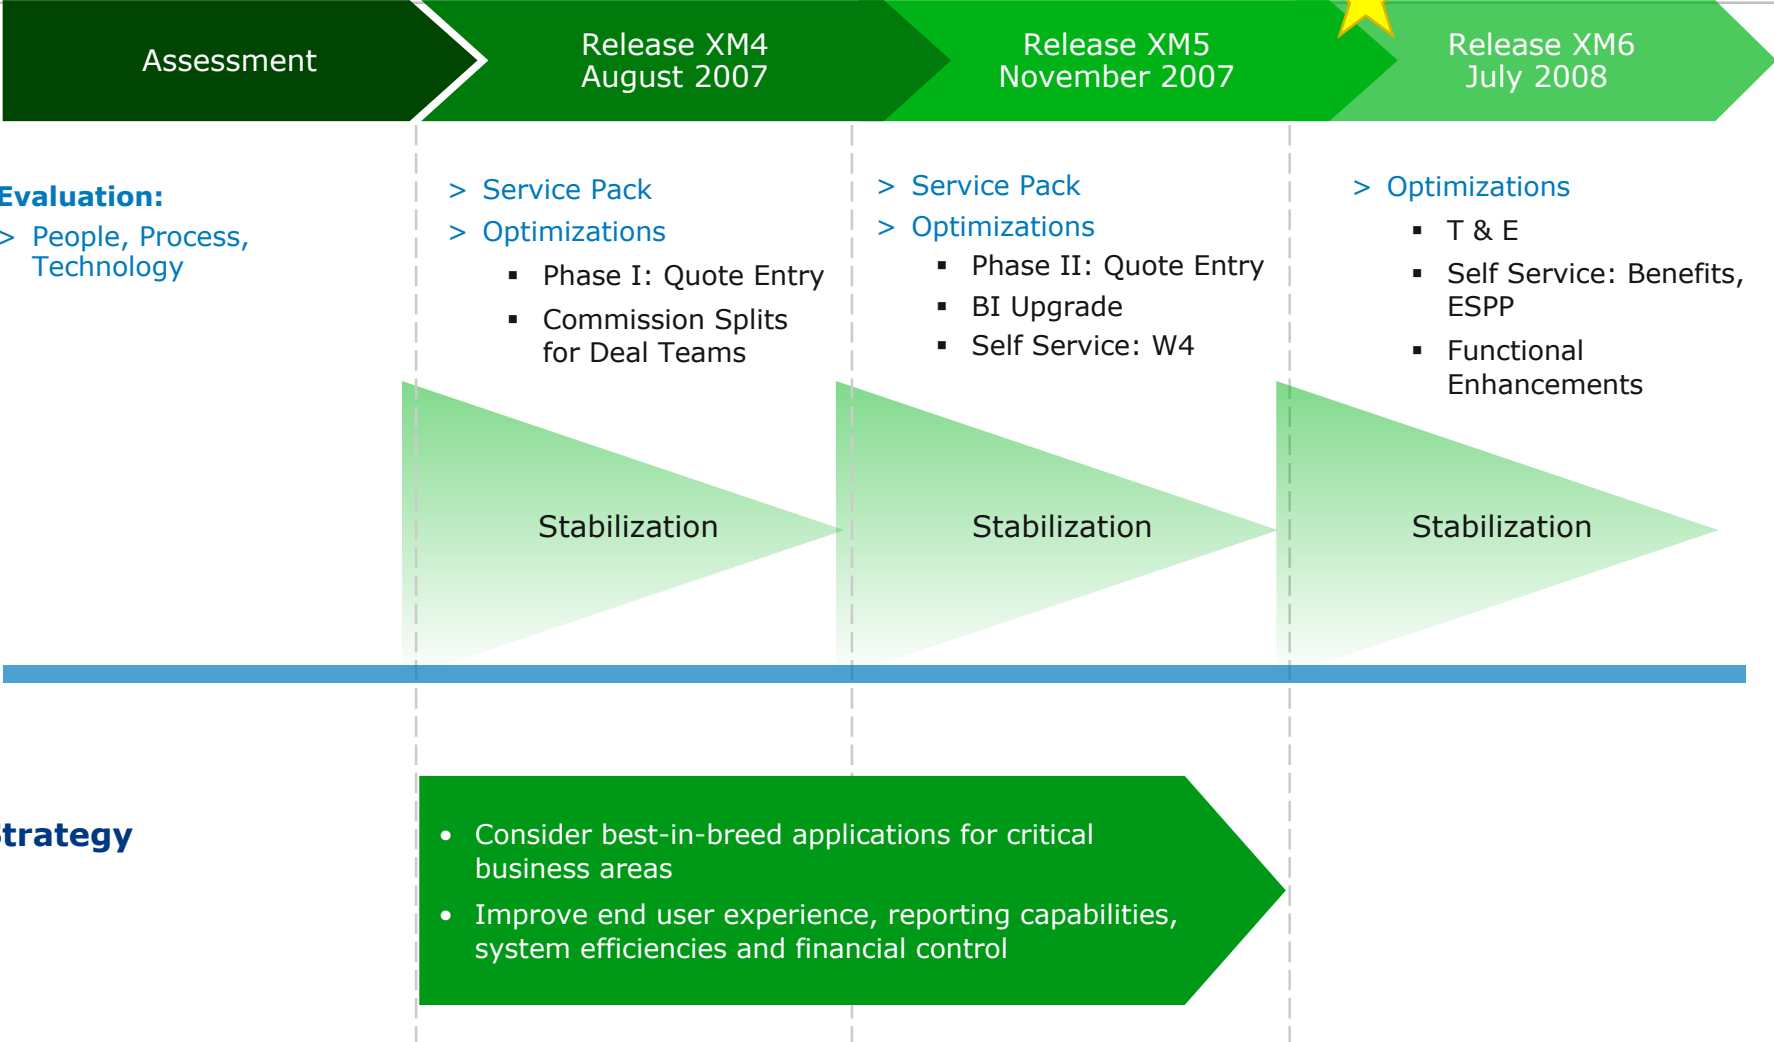 Assessment
Release XM4
August 2007
Release XM5
November 2007
Release XM6
July 2008
Evaluation:
> People, Process,
Technology
> Service Pack
> Optimizations
▪ Phase I: Quote Entry
▪ Commission Splits
for Deal Teams
> Service Pack
> Optimizations
▪ Phase II: Quote Entry
▪ BI Upgrade
▪ Self Service: W4
> Optimizations
▪ T & E
▪ Self Service: Benefits,
ESPP
▪ Functional
Enhancements
Stabilization
Stabilization
Stabilization
Strategy
• Consider best-in-breed applications for critical
business areas
• Improve end user experience, reporting capabilities,
system efficiencies and financial control